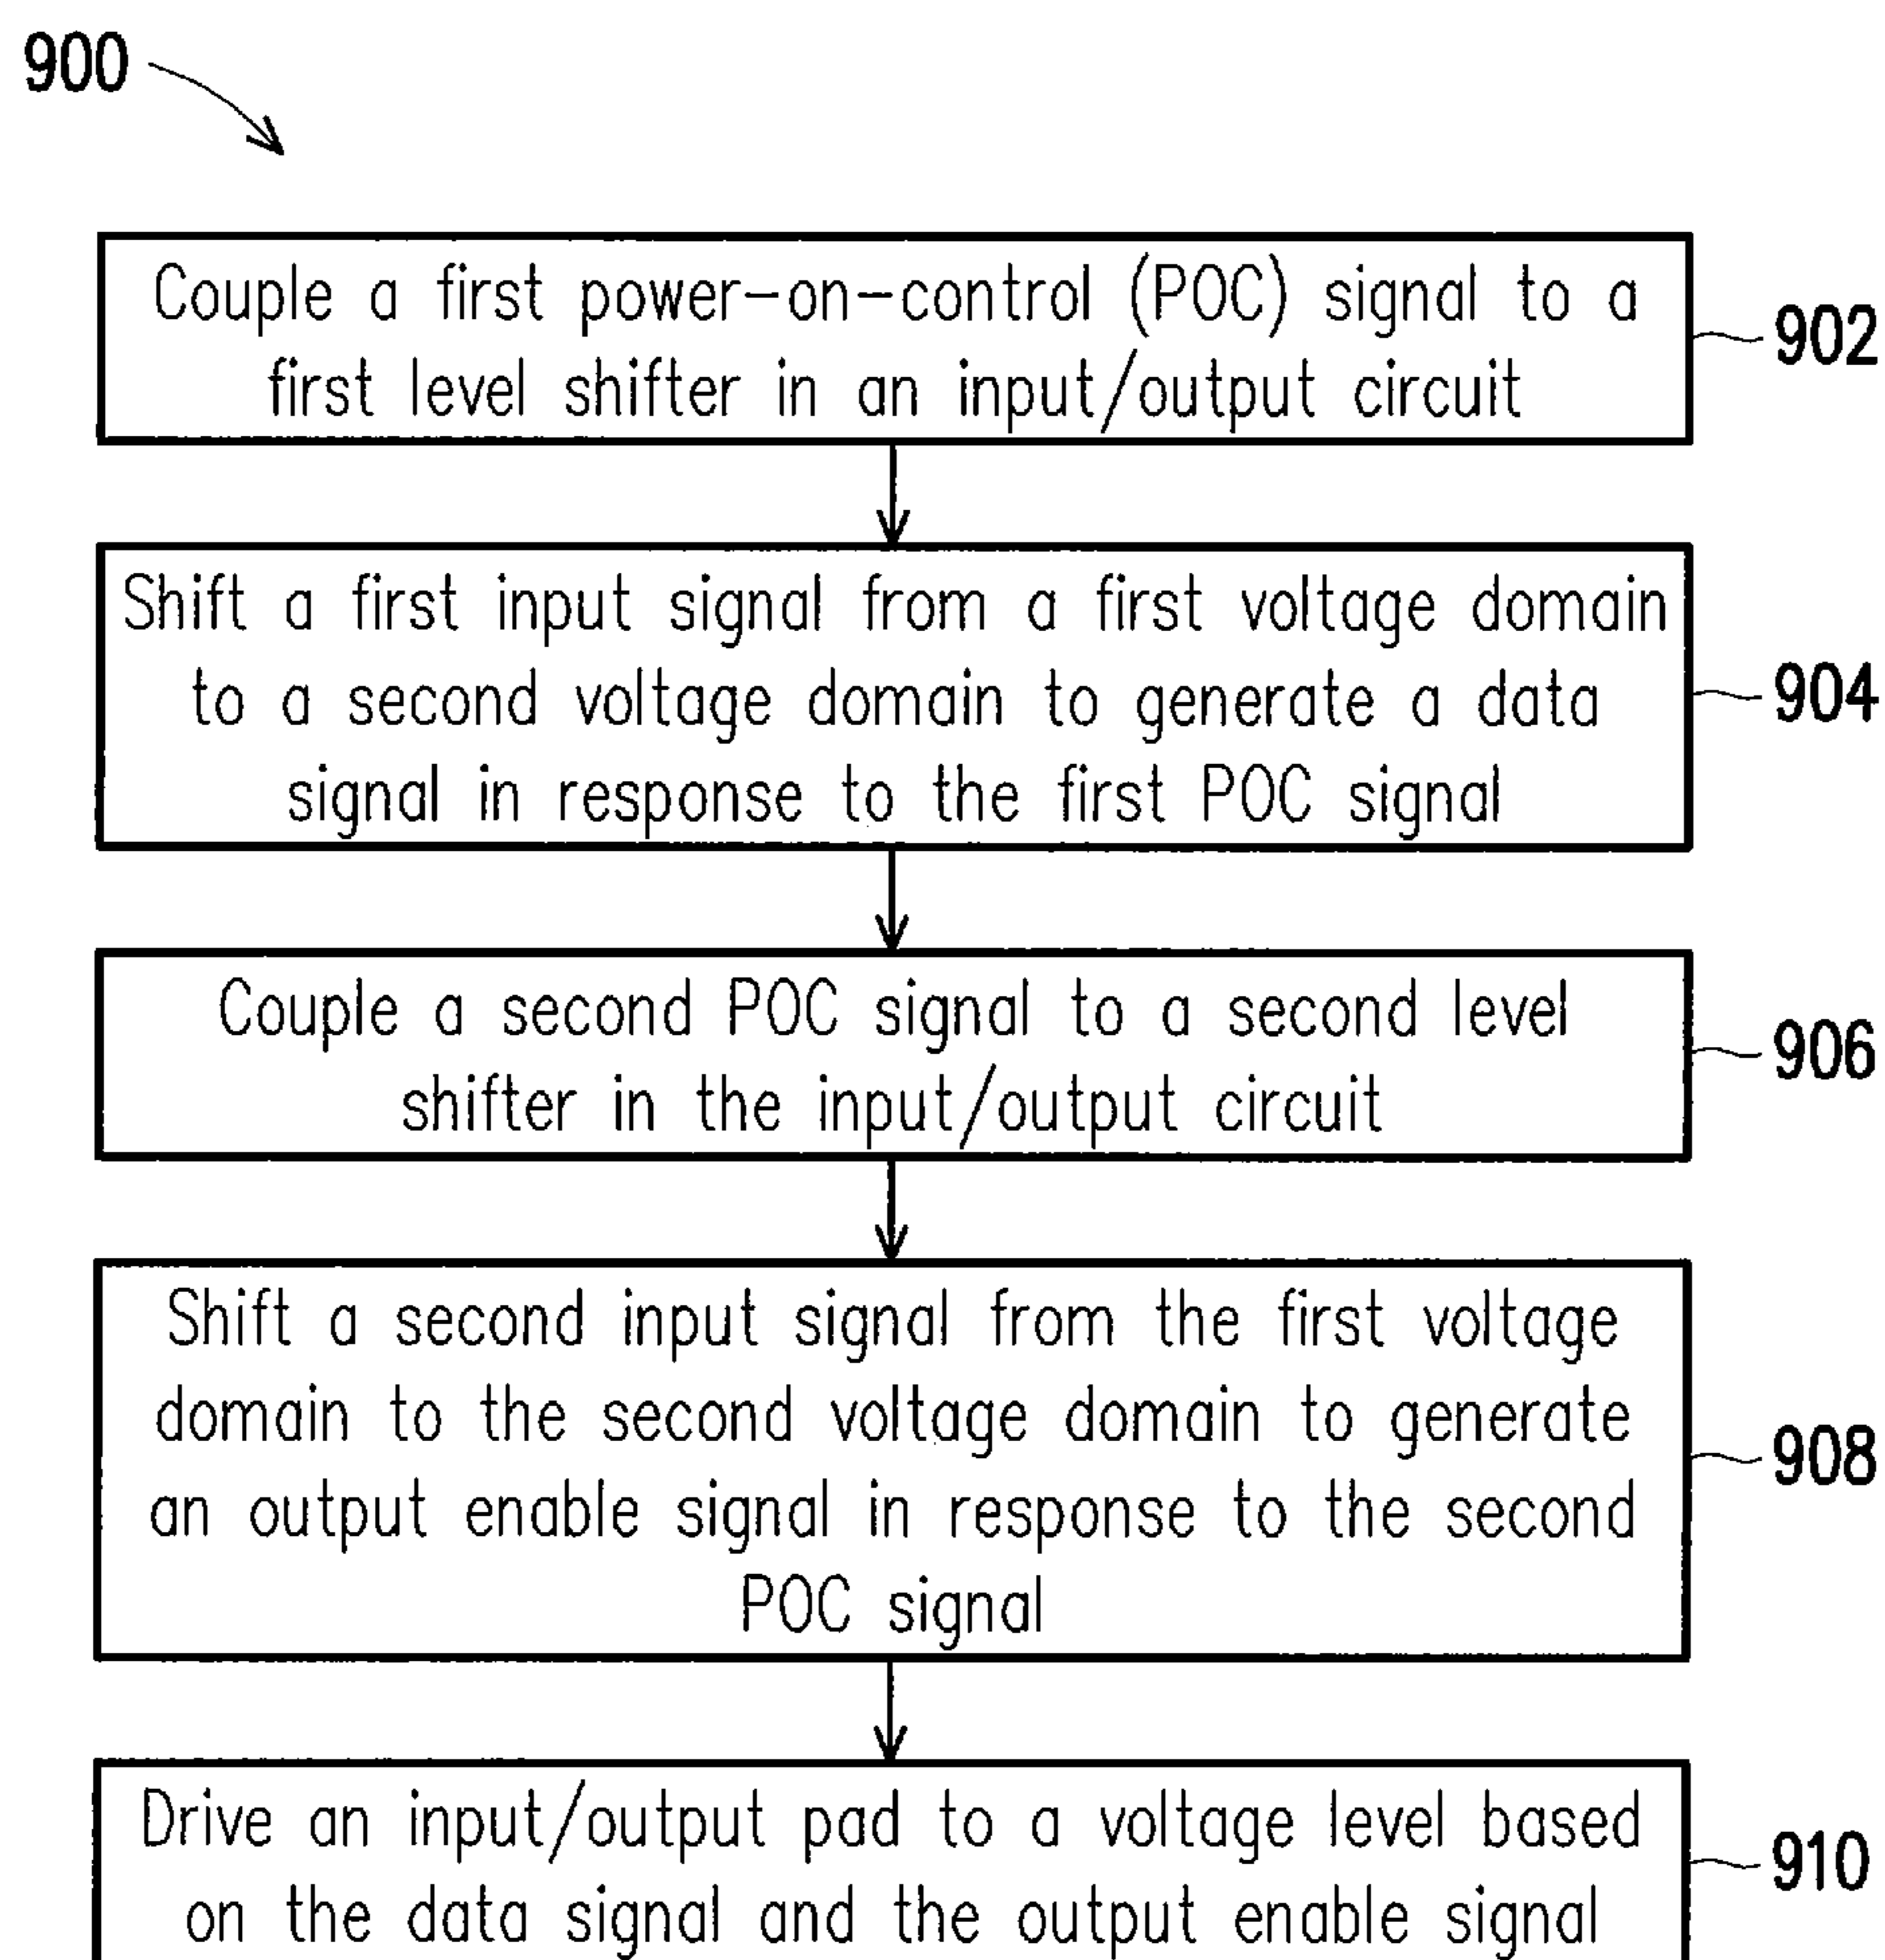 900
Couple a first power-on-control (POC) signal to a
first level shifter in an input/output circuit
902
Shift a first input signal from a first voltage domain
to a second voltage domain to generate a data
signal in response to the first POC signal
904
Couple a second POC signal to a second level
shifter in the input/output circuit
906
Shift a second input signal from the first voltage
domain to the second voltage domain to generate
an output enable signal in response to the second
POC signal
908
Drive an input/output pad to a voltage level based
on the data signal and the output enable signal
910